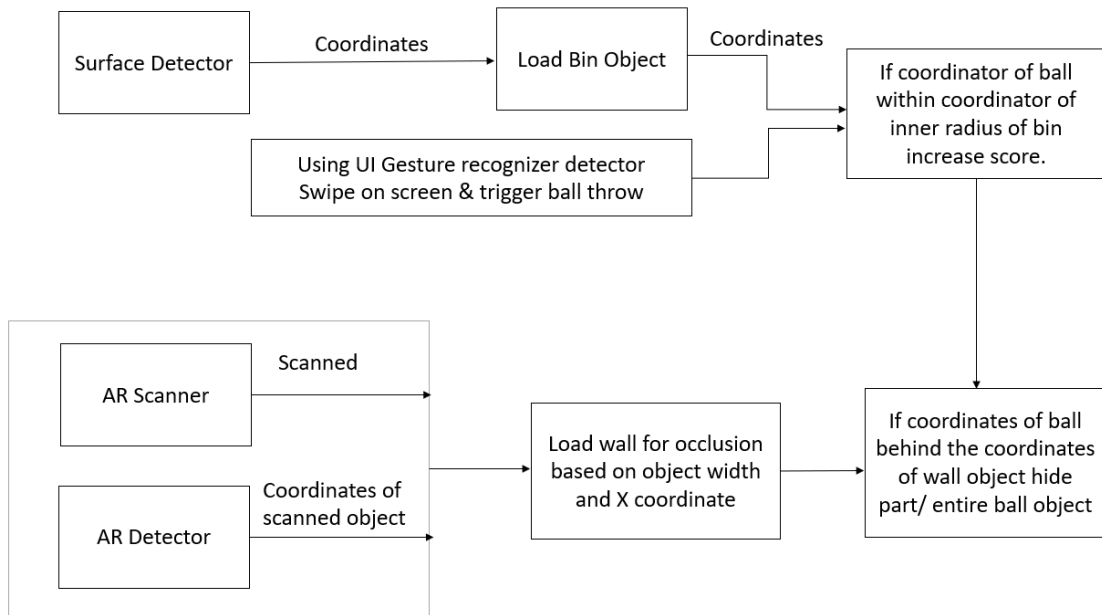 Surface Detector
Coordinates
Load Bin Object
Coordinates
If coordinator of ball
within coordinator of
inner radius of bin
increase score.
Using UI Gesture recognizer detector
Swipe on screen & trigger ball throw
AR Scanner
Scanned
AR Detector
Coordinates of
scanned object
Load wall for occlusion
based on object width
and X coordinate
If coordinates of ball
behind the coordinates
of wall object hide
part/ entire ball object